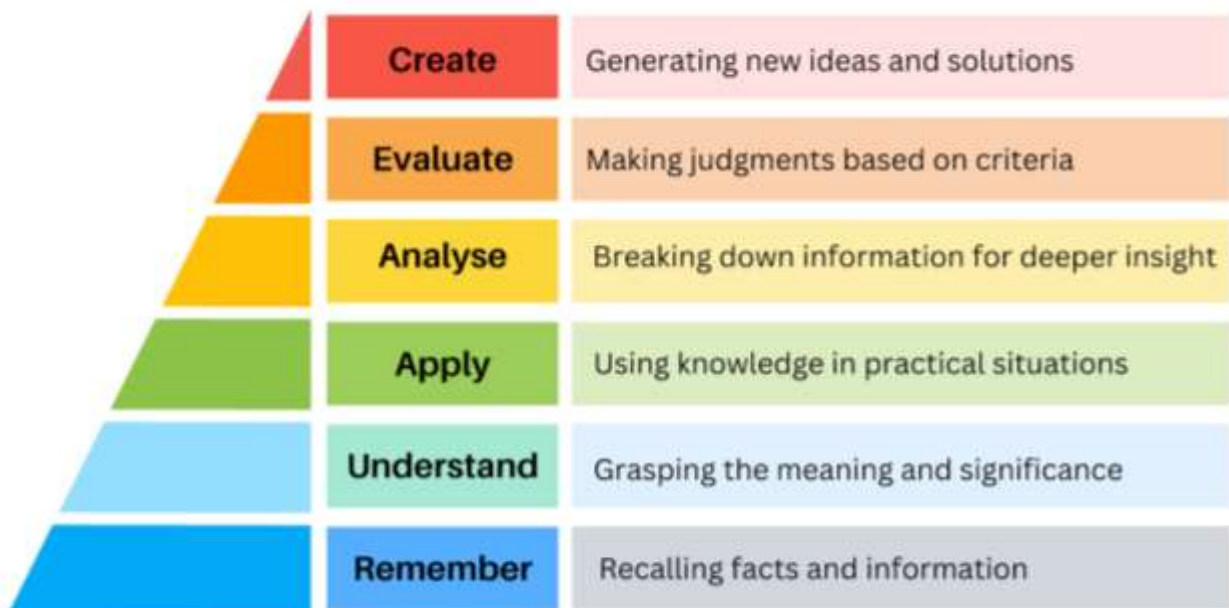 Create
Generating new ideas and solutions
Evaluate
Making judgments based on criteria
Analyse
Breaking down information for deeper insight
Apply
Using knowledge in practical situations
Understand
Grasping the meaning and significance
Remember
Recalling facts and information